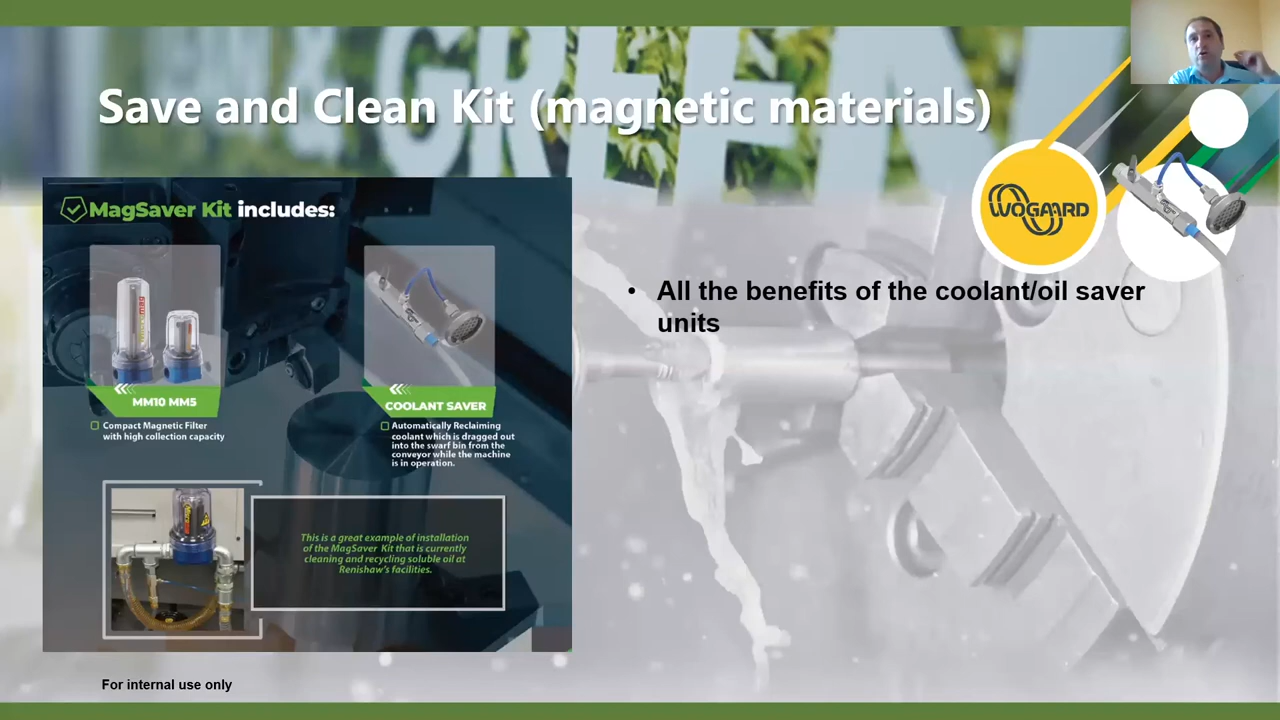 & GREEN
Save and Clean Kit (magnetic materials)
WOGAARD
MagSaver Kit includes:
MM10 MM5
Compact Magnetic Filter
with high collection capacity
COOLANT SAVER
Automatically Reclaiming
coolant which is dragged out
into the swarf bin from the
conveyor while the machine
is in operation.
This is a great example of installation
of the MagSaver Kit that is currently
cleaning and recycling soluble oil at
Renishaw's facilities.
• All the benefits of the coolant/oil saver
units
For internal use only